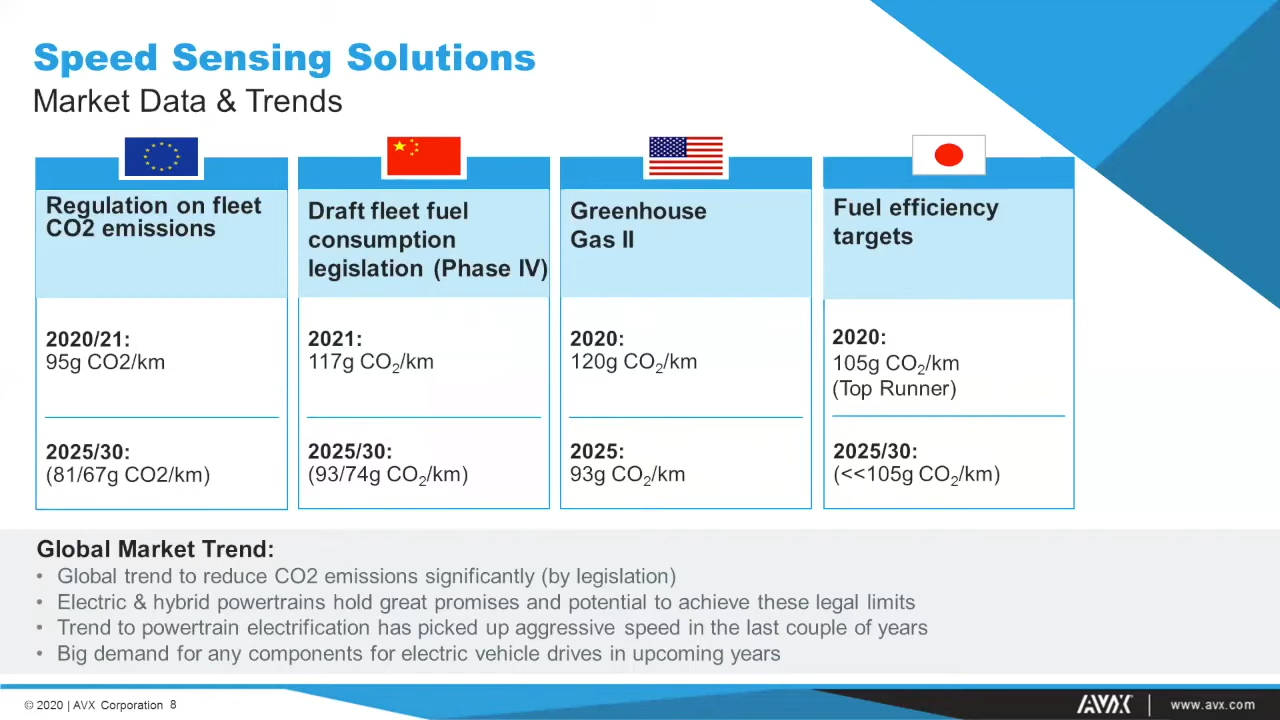 Speed Sensing Solutions
Market Data & Trends
Regulation on fleet
CO2 emissions
2020/21:
95g CO2/km
2025/30:
(81/67g CO2/km)
Draft fleet fuel
consumption
legislation (Phase IV)
2021:
117g CO₂/km
2025/30:
(93/74g CO₂/km)
Greenhouse
Gas II
2020:
120g CO₂/km
2025:
93g CO₂/km
Fuel efficiency
targets
2020:
105g CO₂/km
(Top Runner)
2025/30:
(<<105g CO₂/km)
Global Market Trend:
• Global trend to reduce CO2 emissions significantly (by legislation)
• Electric & hybrid powertrains hold great promises and potential to achieve these legal limits
• Trend to powertrain electrification has picked up aggressive speed in the last couple of years
• Big demand for any components for electric vehicle drives in upcoming years
© 2020 | AVX Corporation 8
AVX | www.avx.com